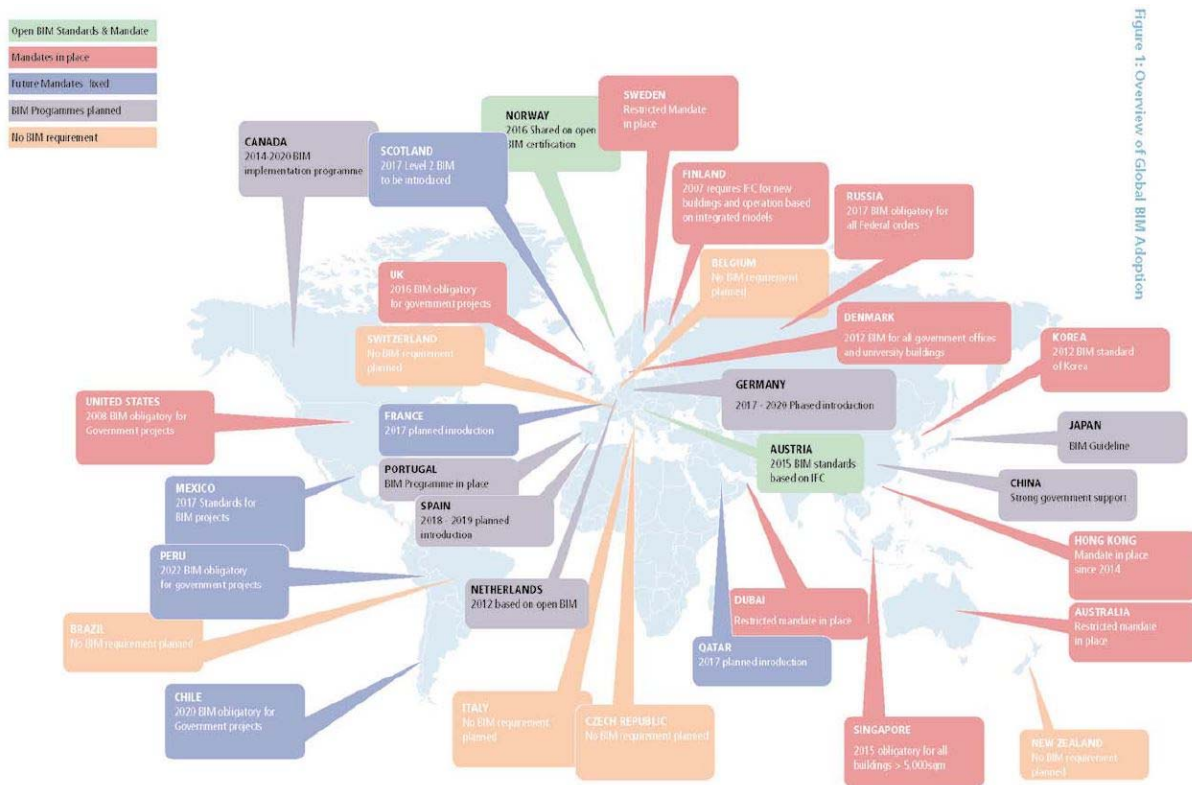 Open BIM Standards & Mandate
Mandates in place
Future Mandates fixed
BIM Programmes planned
No BIM requirement
Figure 1: Overview of Global BIM Adoption
CANADA
2014-2020 BIM
implementation programme
SCOTLAND
2017 Level 2 BIM
to be introduced
NORWAY
2016 Shared on open
BIM certification
SWEDEN
Restricted Mandate
in place
FINLAND
2007 requires IFC for new
buildings and operation based
on integrated models
RUSSIA
2017 BIM obligatory for
all Federal orders
UK
2016 BIM obligatory
for government projects
BELGIUM
No BIM requirement
planned
SWITZERLAND
No BIM requirement
planned
DENMARK
2012 BIM for all government offices
and university buildings
KOREA
2012 BIM standard
of Korea
UNITED STATES
2008 BIM obligatory for
Government projects
FRANCE
2017 planned inroduction
GERMANY
2017 - 2020 Phased introduction
JAPAN
BIM Guideline
PORTUGAL
BIM Programme in place
AUSTRIA
2015 BIM standards
based on IFC
CHINA
Strong government support
MEXICO
2017 Standards for
BIM projects
SPAIN
2018 - 2019 planned
introduction
HONG KONG
Mandate in place
since 2014
PERU
2022 BIM obligatory
for government projects
NETHERLANDS
2012 based on open BIM
DUBAI
Restricted mandate in place
AUSTRALIA
Restricted mandate
in place
BRAZIL
No BIM requirement planned
QATAR
2017 planned inroduction
CHILE
2020 BIM obligatory for
Government projects
ITALY
No BIM requirement
planned
CZECH REPUBLIC
No BIM requirement planned
SINGAPORE
2015 obligatory for all
buildings > 5,000sqm
NEW ZEALAND
No BIM requirement
planned